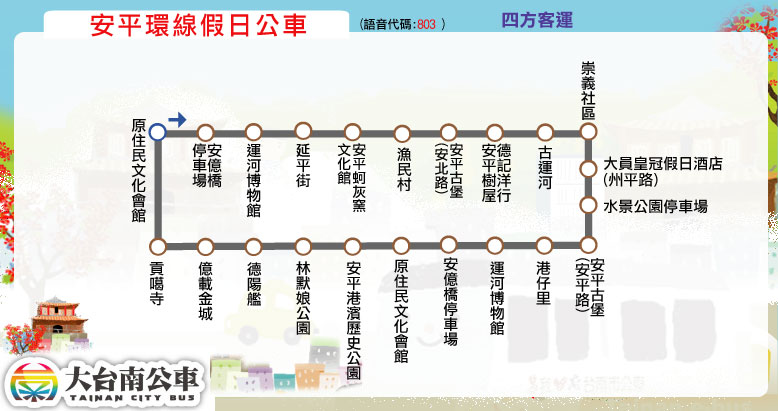 安平環線假日公車
（語音代碼:803 ）
四方客運
原住民文化會館
安億橋
停車場
運河博物館
延平街
安平蚵灰窯
文化館
漁民村
安平古堡
（安北路）
德記洋行
安平樹屋
古運河
崇義社區
大員皇冠假日酒店
(州平路)
水景公園停車場
安平古堡
（安平路）
港仔里
運河博物館
安億橋停車場
原住民文化會館
安平港濱歷史公園
林默娘公園
德陽艦
億載金城
貢噶寺
大台南公車
TAINAN CITY BUS